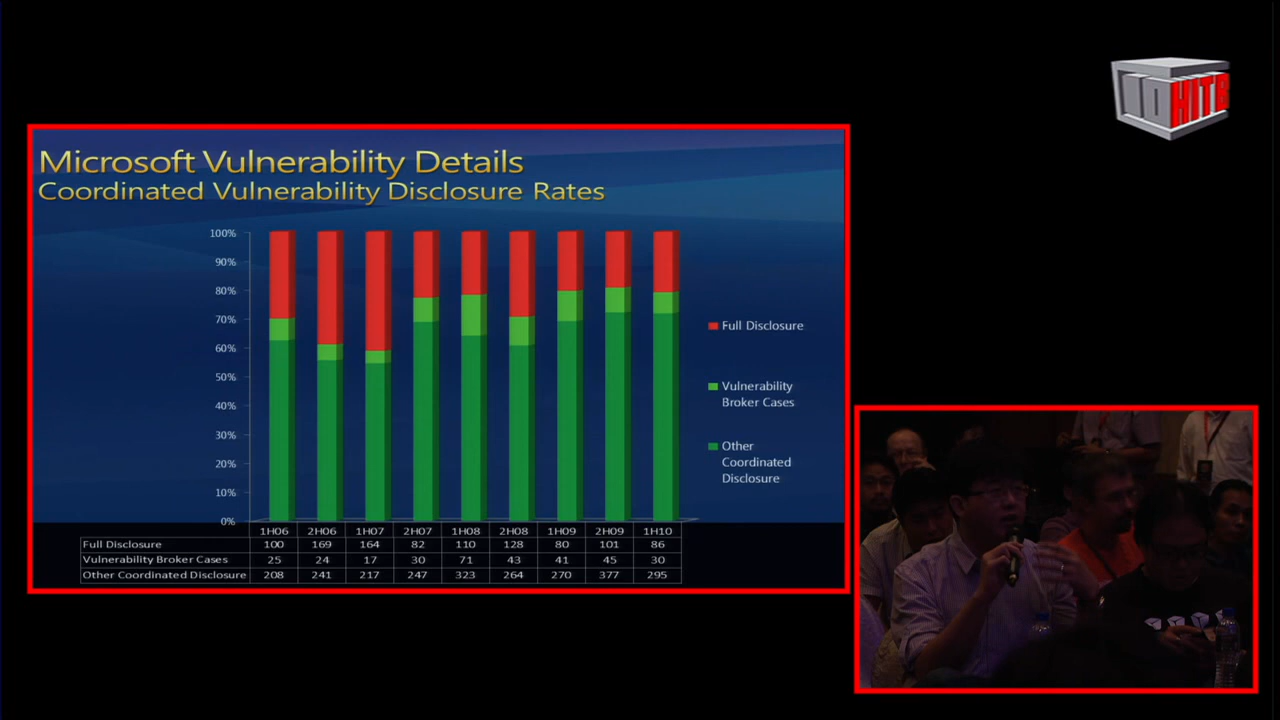 HITB
Microsoft Vulnerability Details
Coordinated Vulnerability Disclosure Rates
100%
90%
80%
70%
60%
50%
40%
30%
20%
10%
0%
Full Disclosure
Vulnerability
Broker Cases
Other
Coordinated
Disclosure
1H06 2H06 1H07 2H07 1H08 2H08 1H09 2H09 1H10
Full Disclosure 100 169 164 82 110 128 80 101 86
Vulnerability Broker Cases 25 24 17 30 71 43 41 45 30
Other Coordinated Disclosure 208 241 217 247 323 264 270 377 295